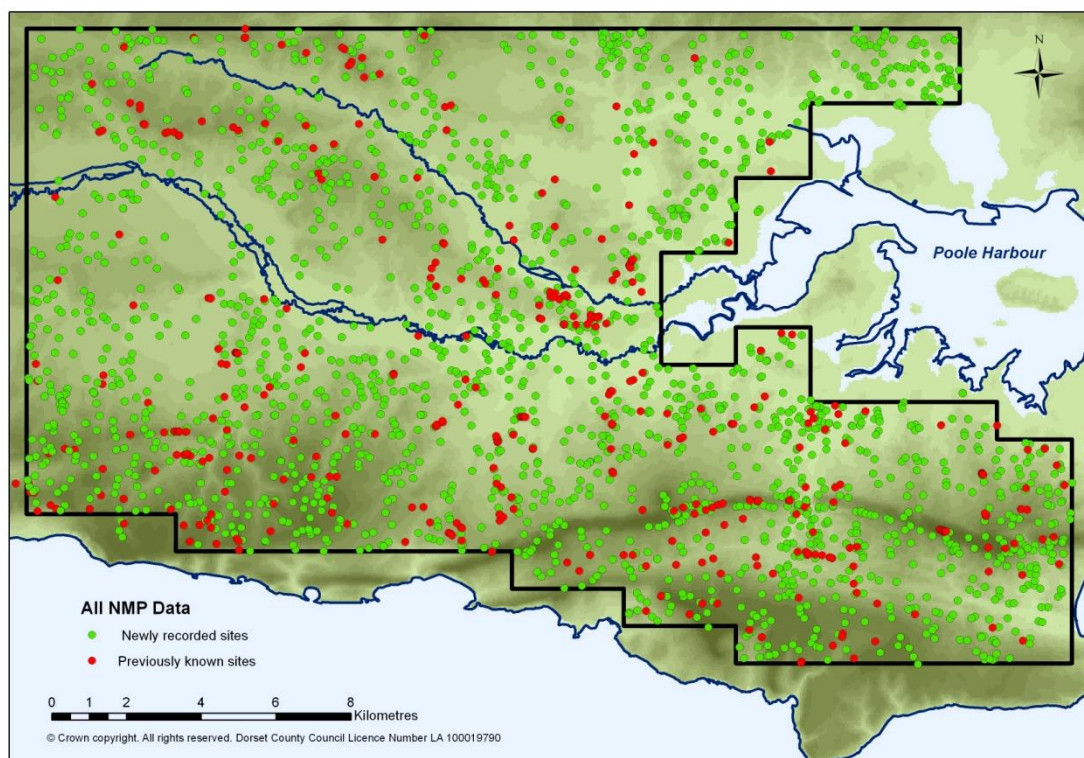 N
Poole Harbour
All NMP Data
Newly recorded sites
Previously known sites
0 1 2 4 6 8
Kilometres
© Crown copyright. All rights reserved. Dorset County Council Licence Number LA 100019790